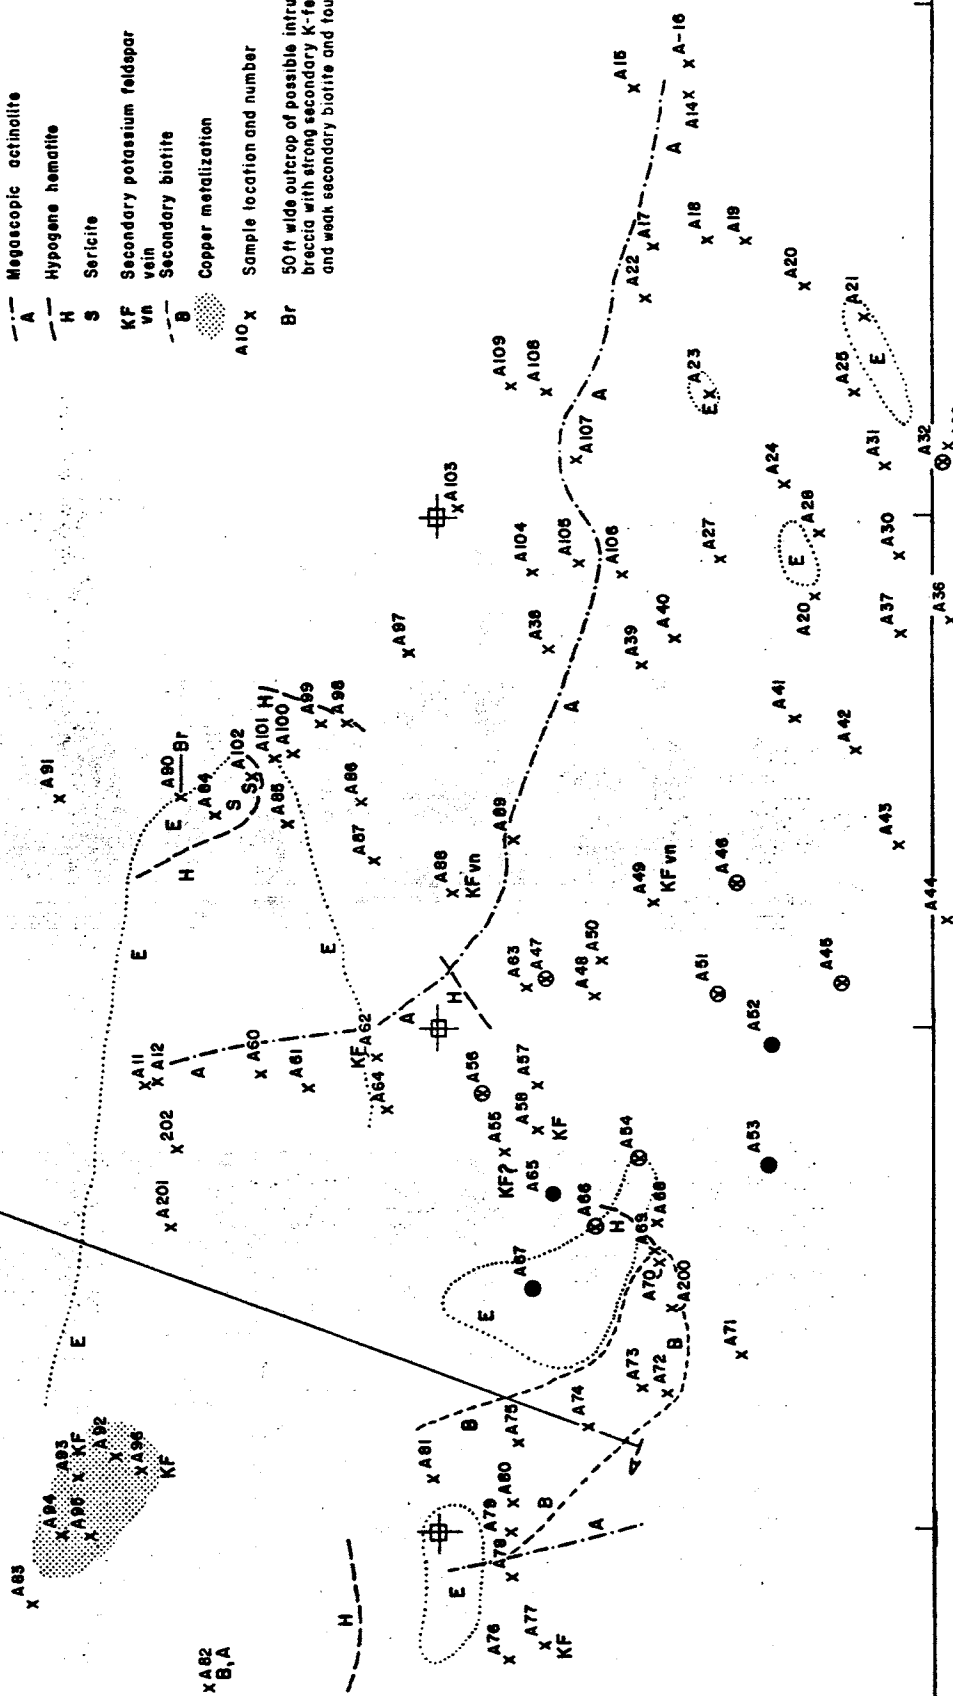 A Megascopic actinolite
H Hypogene hematite
S Sericite
KF vn Secondary potassium feldspar vein
B Secondary biotite
Copper metalization
A10 x Sample location and number
Br 50 ft wide outcrop of possible
breccia with strong secondary
and weak secondary biotite and
A15
A-16
A14
A
A17
A18
A19
A22
A20
A21
A25
E
A23
E
A109
A108
A
A107
A103
A24
A28
E
A20
A27
A31
A32
A30
A37
A36
A104
A105
A106
A38
A39
A40
A97
A
A41
A42
A43
A44
A91
A90
Br
E
A84
S
S
A102
A101
H
A100
A99
A98
A85
A86
A87
H
A88
KF vn
A89
A49
KF vn
A46
E
E
A63
A47
A48
A50
A51
A45
H
A
A11
A12
A
A60
A61
KF
A62
A64
202
A201
A56
A57
A58
KF
A55
KF?
A65
A52
A53
A54
A66
H
A68
A69
A70
A200
A67
E
E
A71
A72
B
A73
A74
A75
B
A81
A80
B
A79
A78
A
A
E
A76
A77
KF
A94
A93
KF
A92
A95
A96
KF
A83
H
A82
B,A